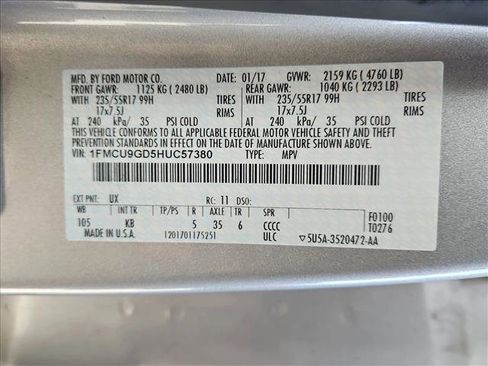 MFD. BY FORD MOTOR CO. 01/17 GVWR: 2159 KG ( 4760 LB)
FRONT GAWR: 1125 KG ( 2480 LB) REAR GAWR: 1040 KG ( 2293 LB)
WITH 235/55R17 99H TIRES WITH 235/55R17 99H TIRES
17x7.5J RIMS 17x7.5J RIMS
AT 240 kPa/ 35 PSI COLD AT 240 kPa/ 35 PSI COLD
THIS VEHICLE CONFORMS TO ALL APPLICABLE FEDERAL MOTOR VEHICLE SAFETY, BUMPER, AND THEFT
PREVENTION STANDARDS IN EFFECT ON THE DATE OF MANUFACTURE SHOWN ABOVE.
VIN: 1FMCU9GD5HUC57380 TYPE: MPV
EXT PNT: UX RC: 11 DSO:
WB INT TR TP/PS R AXLE TR SPR F0100
105 KB 5 35 6 CCCC T0276
MADE IN U.S.A. 1201701175251 ULC ▽5U5A-3520472-AA